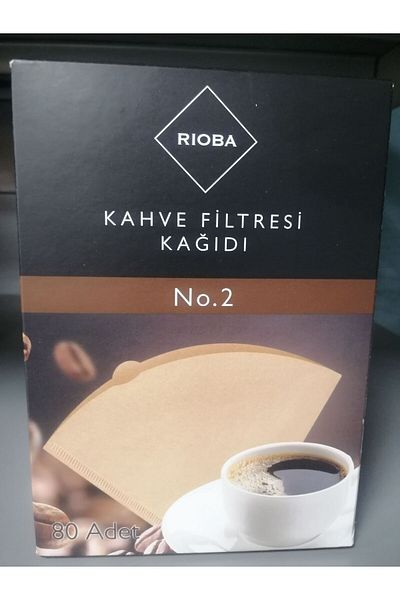 RIOBA
KAHVE FİLTRESİ
KAĞIDI
No.2
80 Adet